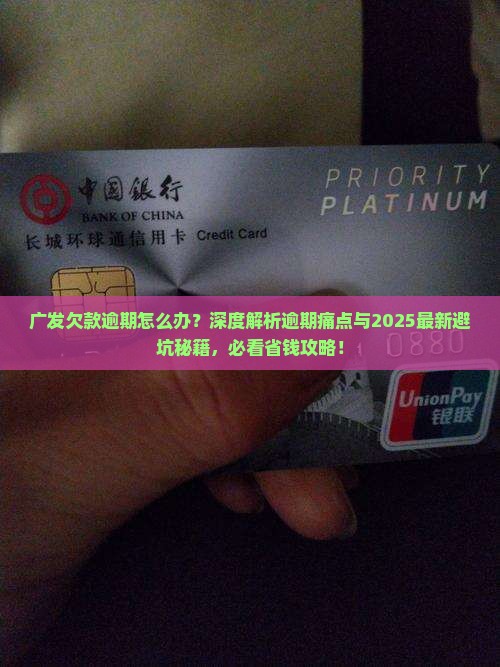 中國銀行
BANK OF CHINA
长城环球通信用卡 Credit Card
PRIORITY
PLATINUM
广发欠款逾期怎么办？深度解析逾期痛点与2025最新避
坑秘籍，必看省钱攻略！
0880
UnionPay
银联